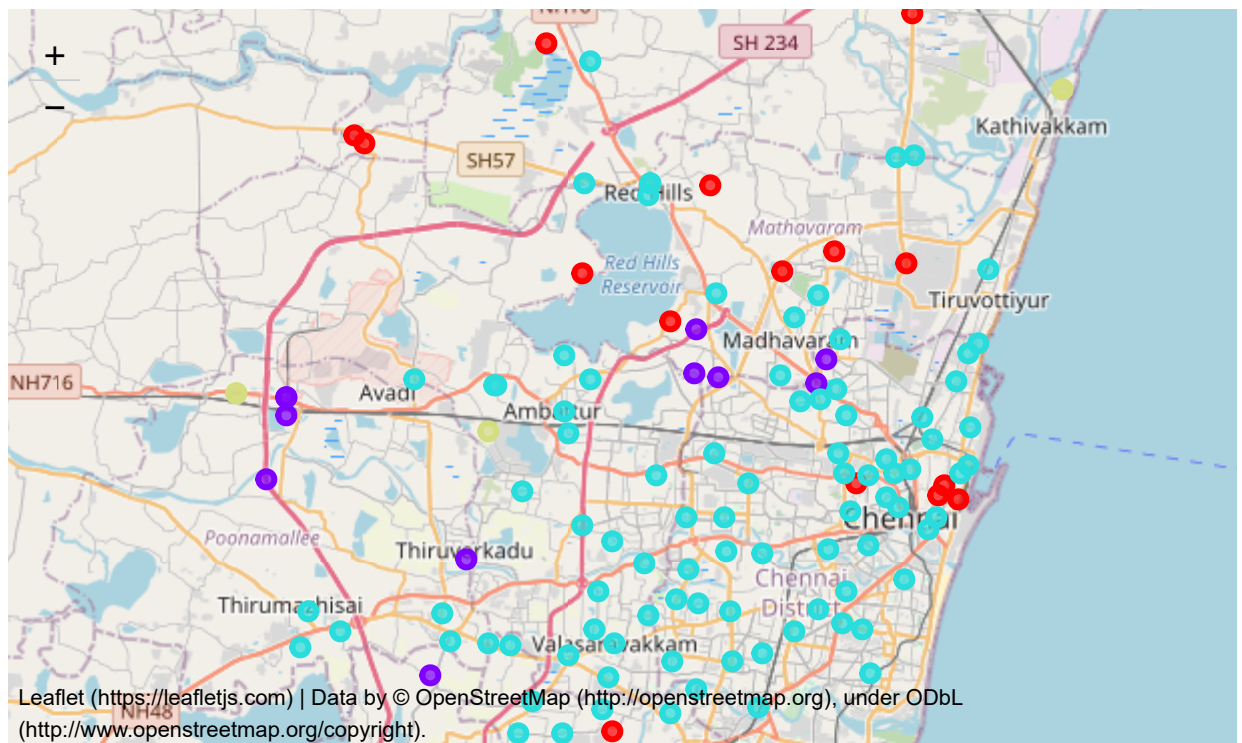 NH16
+
SH 234
−
Kathivakkam
SH57
Red Hills
Mathavaram
Red Hills
Reservoir
Tiruvottiyur
Madhavaram
NH716
Avadi
Ambattur
Chennai
Poonamallee
Thiruverkadu
Chennai
District
Thirumazhisai
Valasaravakkam
Leaflet (https://leafletjs.com) | Data by © OpenStreetMap (http://openstreetmap.org), under ODbL
NH48
(http://www.openstreetmap.org/copyright).